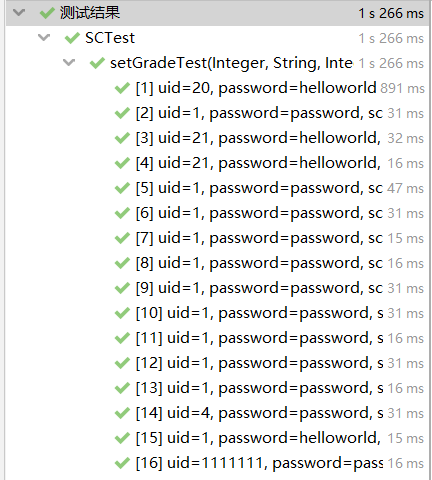 测试结果 1 s 266 ms
SCTest 1 s 266 ms
setGradeTest(Integer, String, Inte 1 s 266 ms
[1] uid=20, password=helloworld 891 ms
[2] uid=1, password=password, sc 31 ms
[3] uid=21, password=helloworld, 32 ms
[4] uid=21, password=helloworld, 16 ms
[5] uid=1, password=password, sc 47 ms
[6] uid=1, password=password, sc 31 ms
[7] uid=1, password=password, sc 15 ms
[8] uid=1, password=password, sc 16 ms
[9] uid=1, password=password, sc 31 ms
[10] uid=1, password=password, s 31 ms
[11] uid=1, password=password, s 16 ms
[12] uid=1, password=password, s 31 ms
[13] uid=1, password=password, s 16 ms
[14] uid=4, password=password, s 31 ms
[15] uid=1, password=helloworld, 15 ms
[16] uid=1111111, password=pass 16 ms